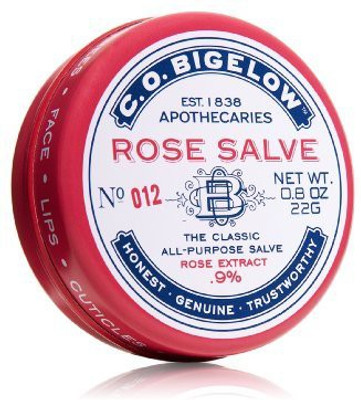 C.O. BIGELOW™
EST. 1838
APOTHECARIES
ROSE SALVE
Nº 012
NET WT.
0.8 OZ
22G
THE CLASSIC
ALL-PURPOSE SALVE
ROSE EXTRACT
.9%
HONEST · GENUINE · TRUSTWORTHY
FACE · LIPS · CUTICLES